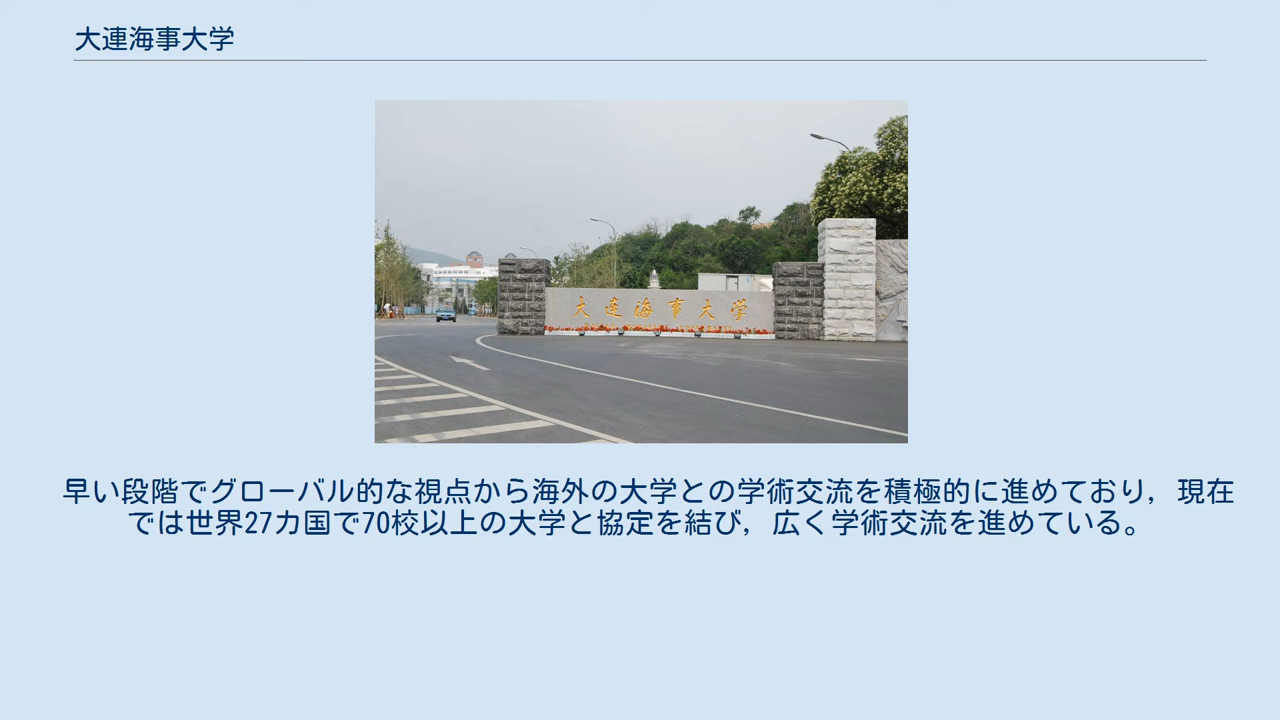 大連海事大学
大连海事大学
早い段階でグローバル的な視点から海外の大学との学術交流を積極的に進めており，現在
では世界27カ国で70校以上の大学と協定を結び，広く学術交流を進めている。